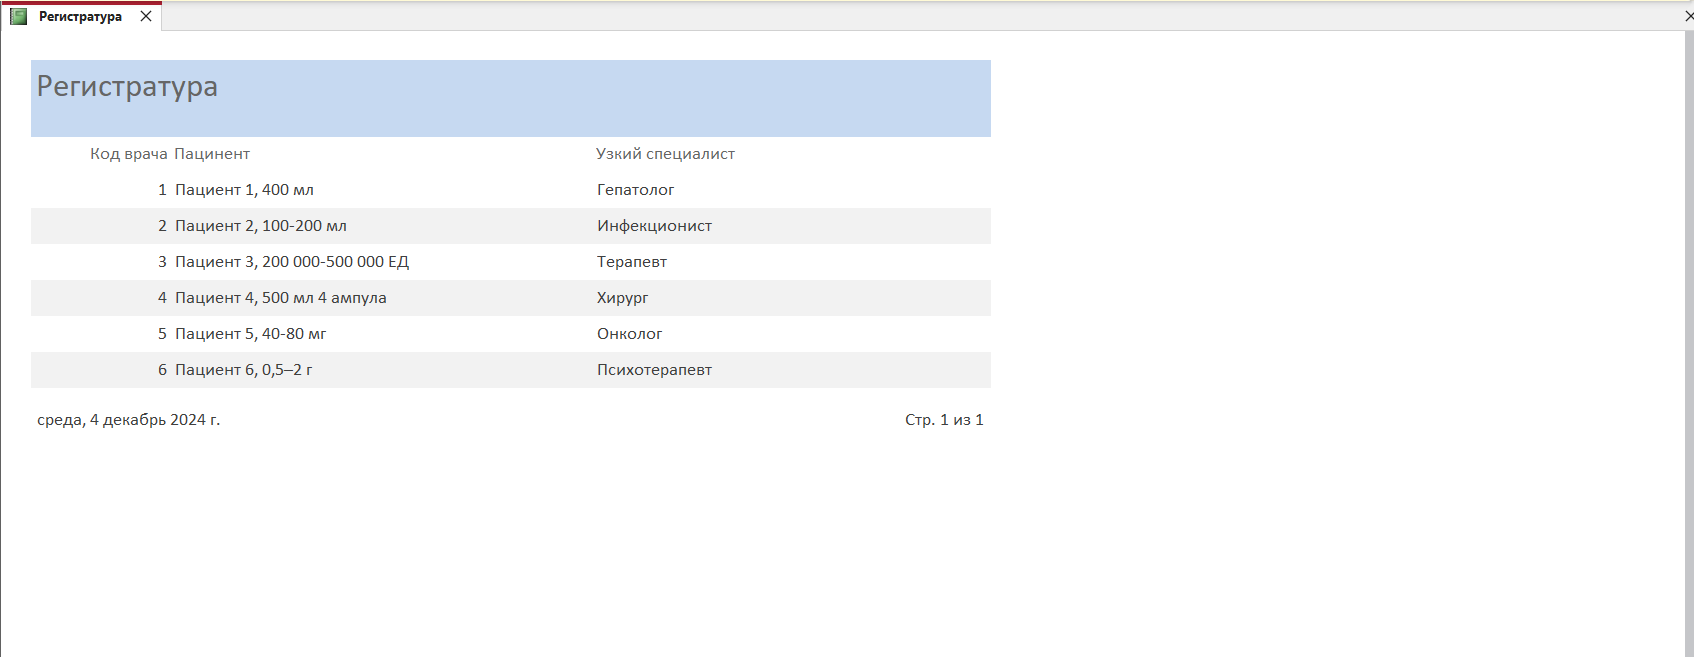 Регистратура
Регистратура
Код врача Пацинент Узкий специалист
1 Пациент 1, 400 мл Гепатолог
2 Пациент 2, 100-200 мл Инфекционист
3 Пациент 3, 200 000-500 000 ЕД Терапевт
4 Пациент 4, 500 мл 4 ампула Хирург
5 Пациент 5, 40-80 мг Онколог
6 Пациент 6, 0,5–2 г Психотерапевт
среда, 4 декабрь 2024 г. Стр. 1 из 1